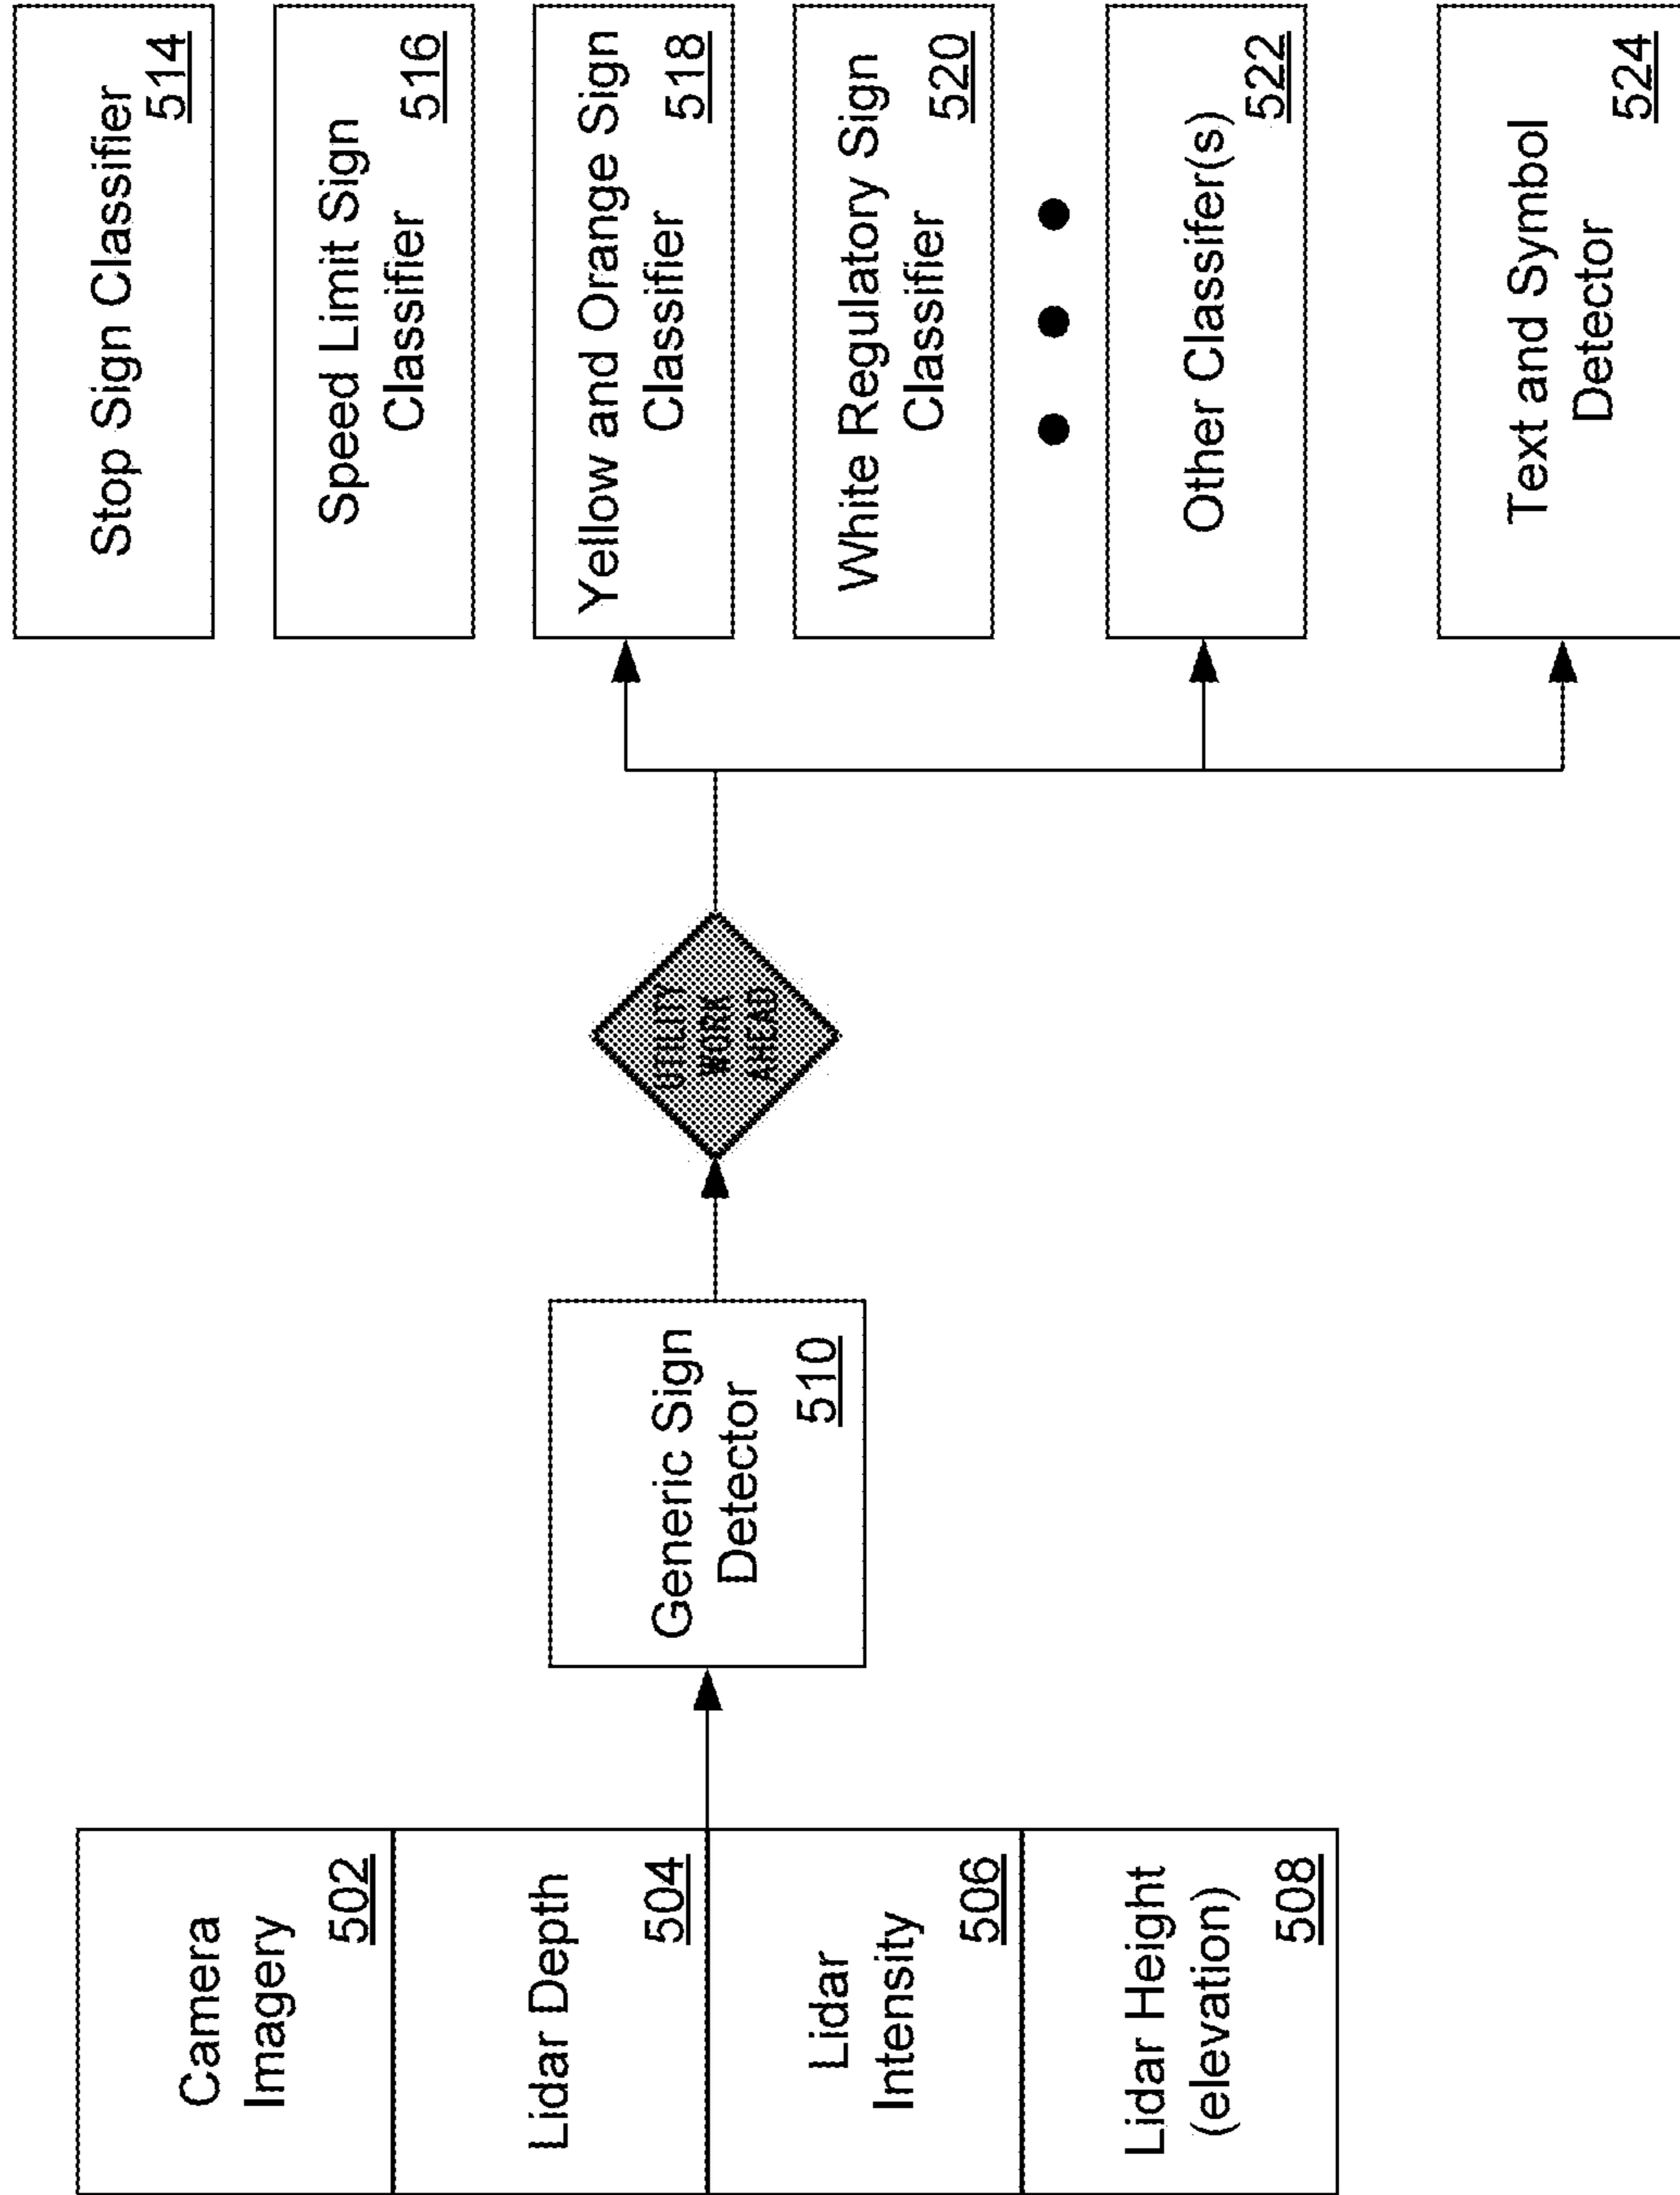 Camera
Imagery
502
Lidar Depth
504
Lidar
Intensity
506
Lidar Height
(elevation)
508
Generic Sign
Detector
510
UTILITY
WORK
AHEAD
Stop Sign Classifier
514
Speed Limit Sign
Classifier
516
Yellow and Orange Sign
Classifier
518
White Regulatory Sign
Classifier
520
Other Classifer(s)
522
Text and Symbol
Detector
524